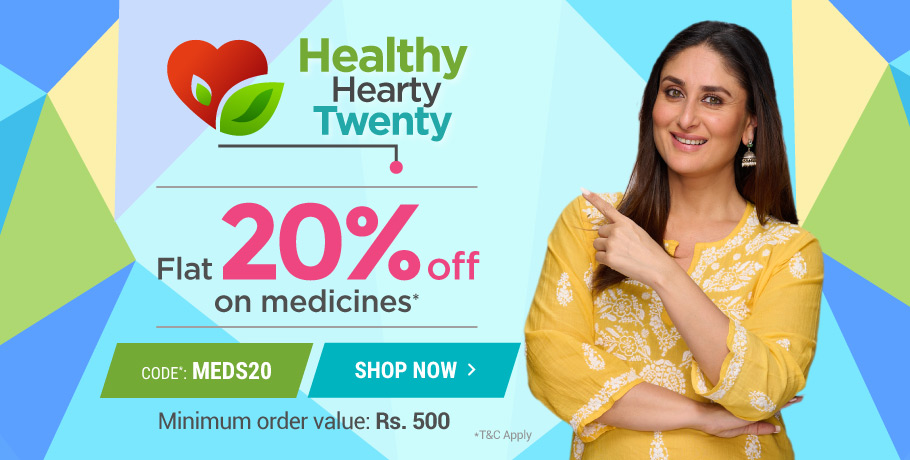 Healthy
Hearty
Twenty
Flat 20% off
on medicines*
CODE*: MEDS20
SHOP NOW >
Minimum order value: Rs. 500
*T&C Apply